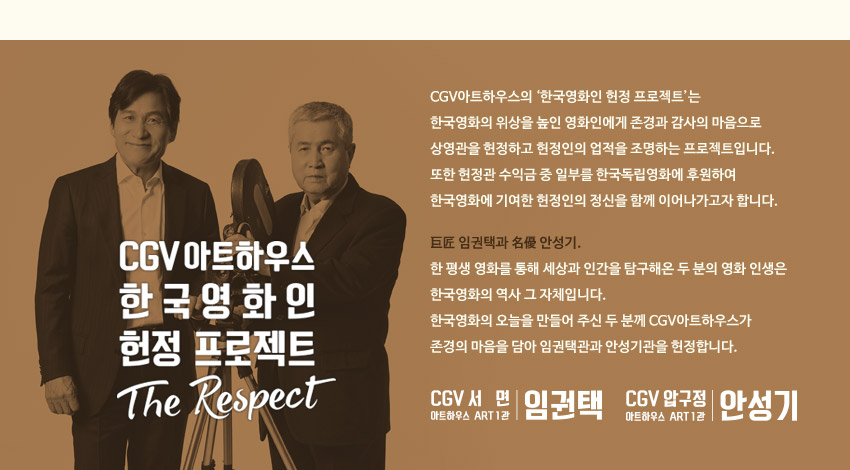 CGV아트하우스
한국영화인
헌정 프로젝트
The Respect
CGV아트하우스의 ‘한국영화인 헌정 프로젝트’는
한국영화의 위상을 높인 영화인에게 존경과 감사의 마음으로
상영관을 헌정하고 헌정인의 업적을 조명하는 프로젝트입니다.
또한 헌정관 수익금 중 일부를 한국독립영화에 후원하여
한국영화에 기여한 헌정인의 정신을 함께 이어나가고자 합니다.
巨匠 임권택과 名優 안성기.
한 평생 영화를 통해 세상과 인간을 탐구해온 두 분의 영화 인생은
한국영화의 역사 그 자체입니다.
한국영화의 오늘을 만들어 주신 두 분께 CGV아트하우스가
존경의 마음을 담아 임권택관과 안성기관을 헌정합니다.
CGV 서 면
아트하우스 ART 1관
임권택
CGV 압구정
아트하우스 ART 1관
안성기